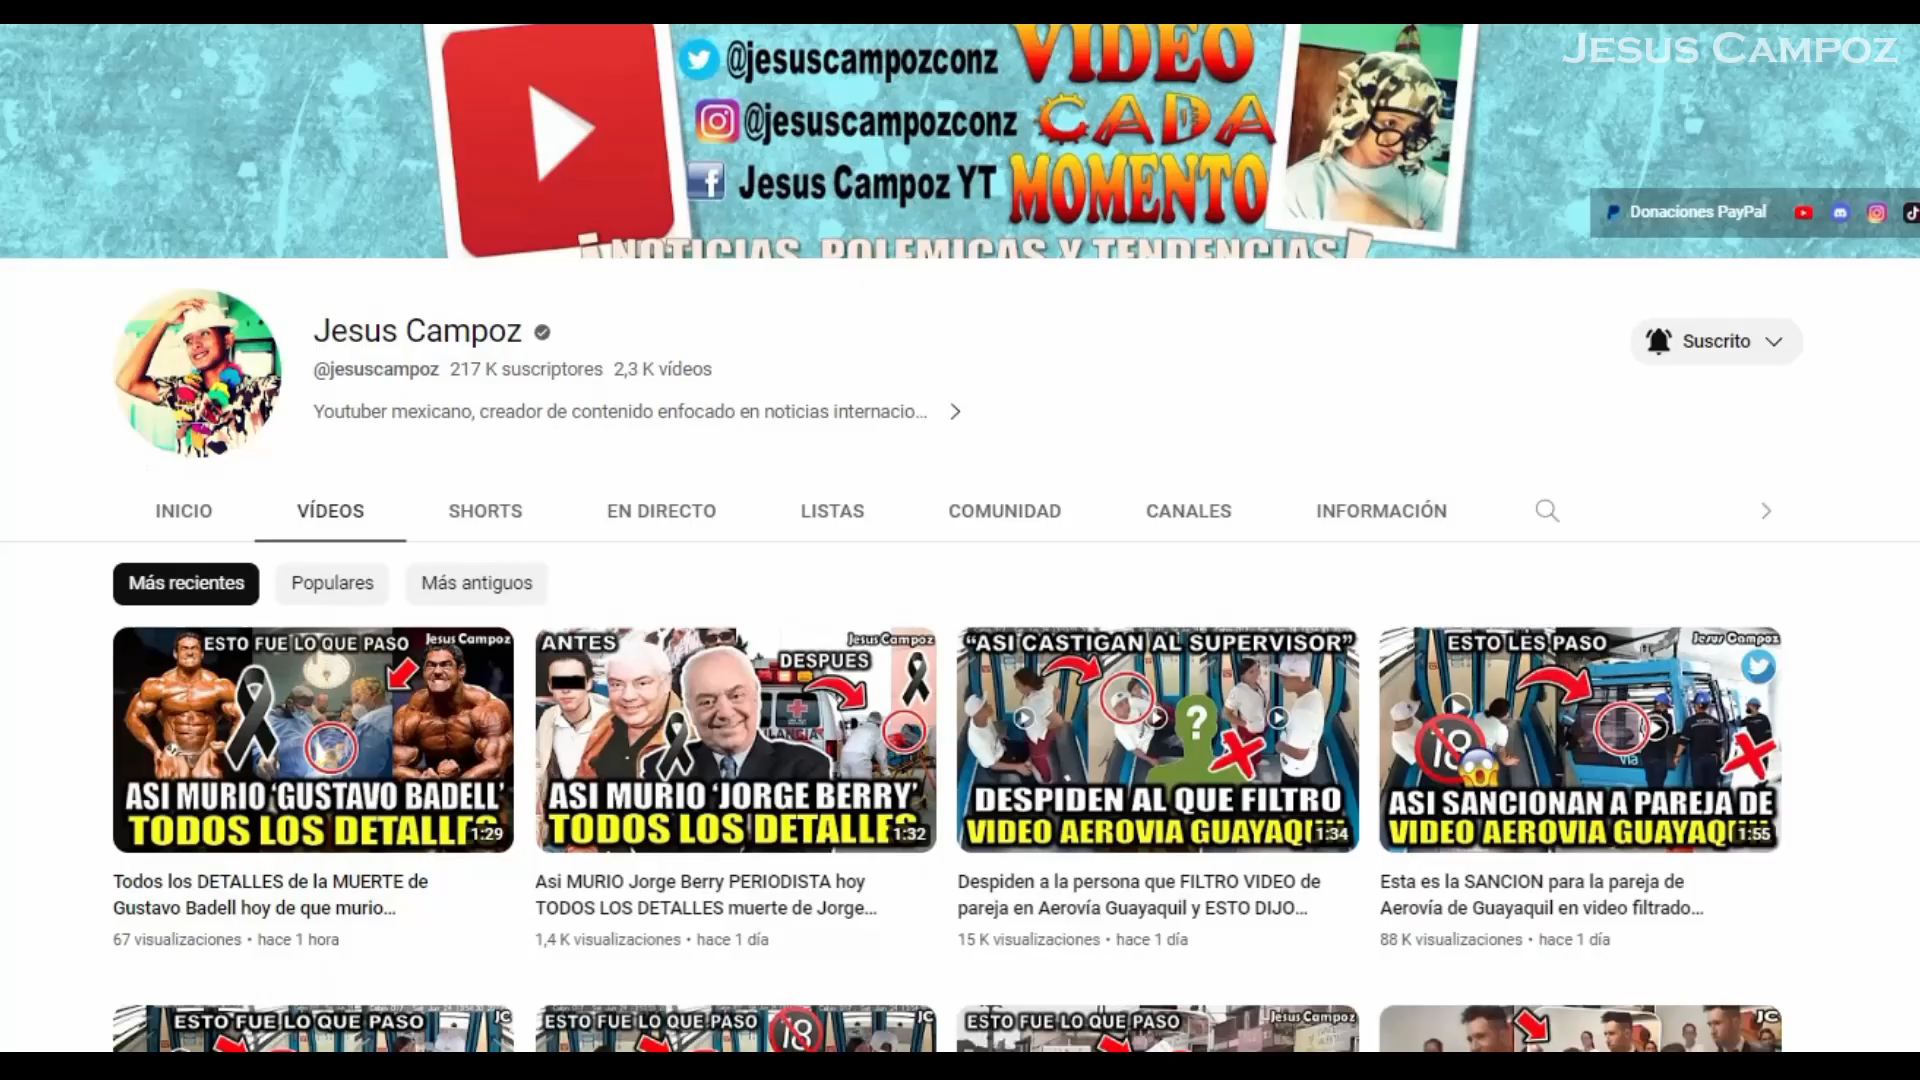 JESUS CAMPOZ
@jesuscampozconz
@jesuscampozconz
Jesus Campoz YT
VIDEO
CADA
MOMENTO
¡NOTICIAS, POLEMICAS Y TENDENCIAS!
Donaciones PayPal
Jesus Campoz
@jesuscampoz 217 K suscriptores 2,3 K vídeos
Youtuber mexicano, creador de contenido enfocado en noticias internacio...
Suscrito
INICIO VÍDEOS SHORTS EN DIRECTO LISTAS COMUNIDAD CANALES INFORMACIÓN
Más recientes Populares Más antiguos
ESTO FUE LO QUE PASO
Jesus Campoz
ASI MURIO 'GUSTAVO BADELL'
TODOS LOS DETALLES
1:29
ANTES
Jesus Campoz
DESPUES
ASI MURIO 'JORGE BERRY'
TODOS LOS DETALLES
1:32
"ASI CASTIGAN AL SUPERVISOR"
?
DESPIDEN AL QUE FILTRO
VIDEO AEROVIA GUAYAQUI
1:34
ESTO LES PASO
Jesus Campoz
18
ASI SANCIONAN A PAREJA DE
VIDEO AEROVIA GUAYAQ
1:55
Todos los DETALLES de la MUERTE de
Gustavo Badell hoy de que murio...
67 visualizaciones • hace 1 hora
Asi MURIO Jorge Berry PERIODISTA hoy
TODOS LOS DETALLES muerte de Jorge...
1,4 K visualizaciones • hace 1 día
Despiden a la persona que FILTRO VIDEO de
pareja en Aerovía Guayaquil y ESTO DIJO...
15 K visualizaciones • hace 1 día
Esta es la SANCION para la pareja de
Aerovía de Guayaquil en video filtrado...
88 K visualizaciones • hace 1 día
ESTO FUE LO QUE PASO
JC
ESTO FUE LO QUE PASO
18
JC
ESTO FUE LO QUE PASO
Jesus Campoz
JC